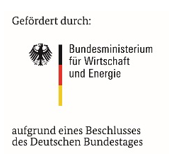 Gefördert durch:
Bundesministerium
für Wirtschaft
und Energie
aufgrund eines Beschlusses
des Deutschen Bundestages